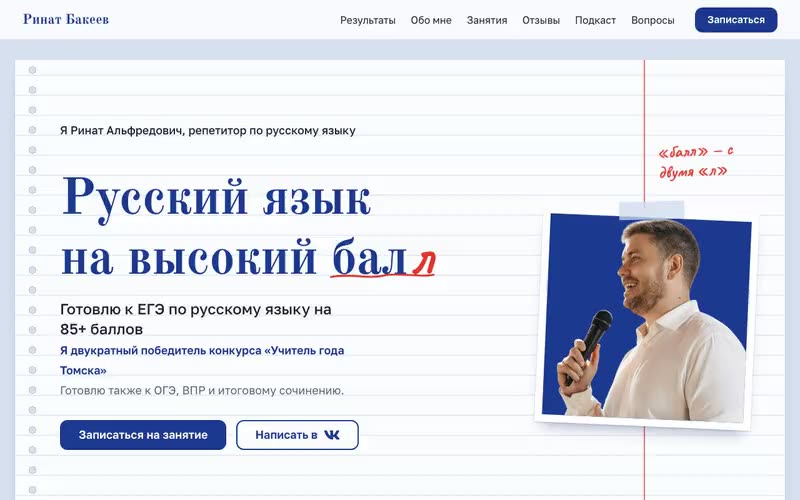 Ринат Бакеев
Результаты Обо мне Занятия Отзывы Подкаст Вопросы Записаться
Я Ринат Альфредович, репетитор по русскому языку
«балл» — с
двумя «л»
Русский язык
на высокий балл
Готовлю к ЕГЭ по русскому языку на
85+ баллов
Я двукратный победитель конкурса «Учитель года
Томска»
Готовлю также к ОГЭ, ВПР и итоговому сочинению.
Записаться на занятие
Написать в